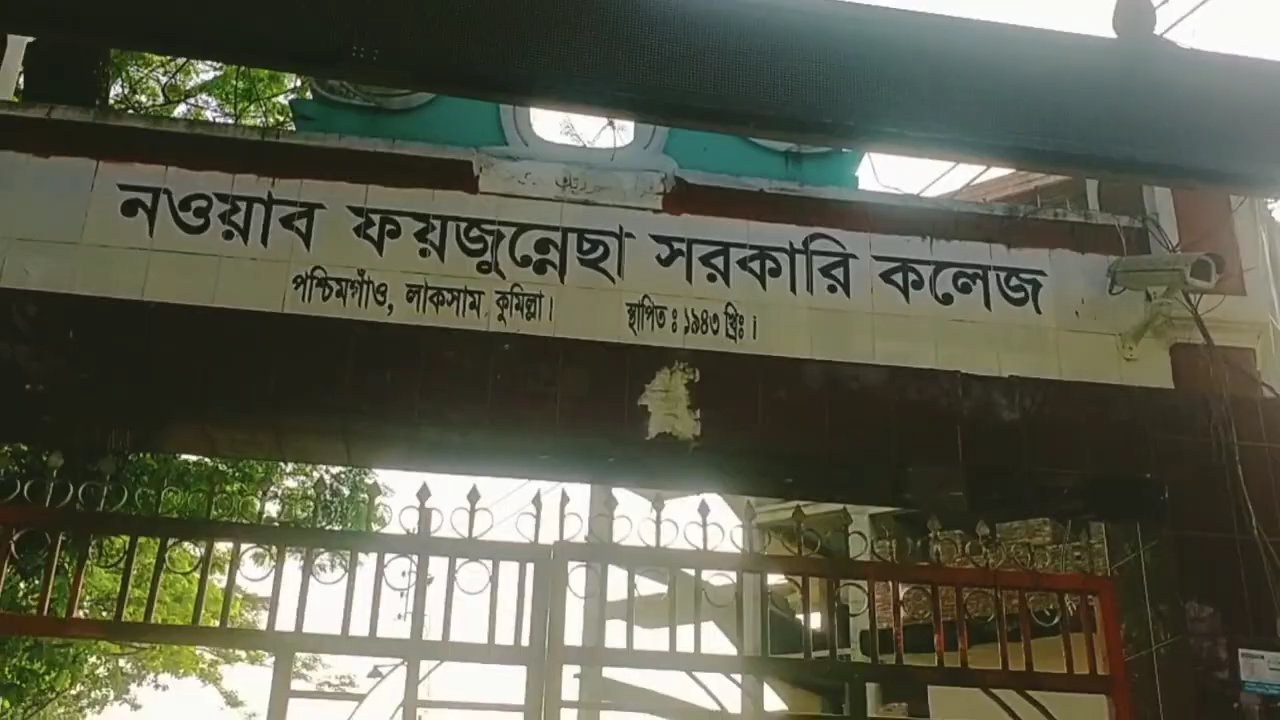 নওয়াব ফয়জুন্নেছা সরকারি কলেজ
পশ্চিমগাঁও, লাকসাম, কুমিল্লা। স্থাপিত ঃ ১৯৪৩ খ্রিঃ।